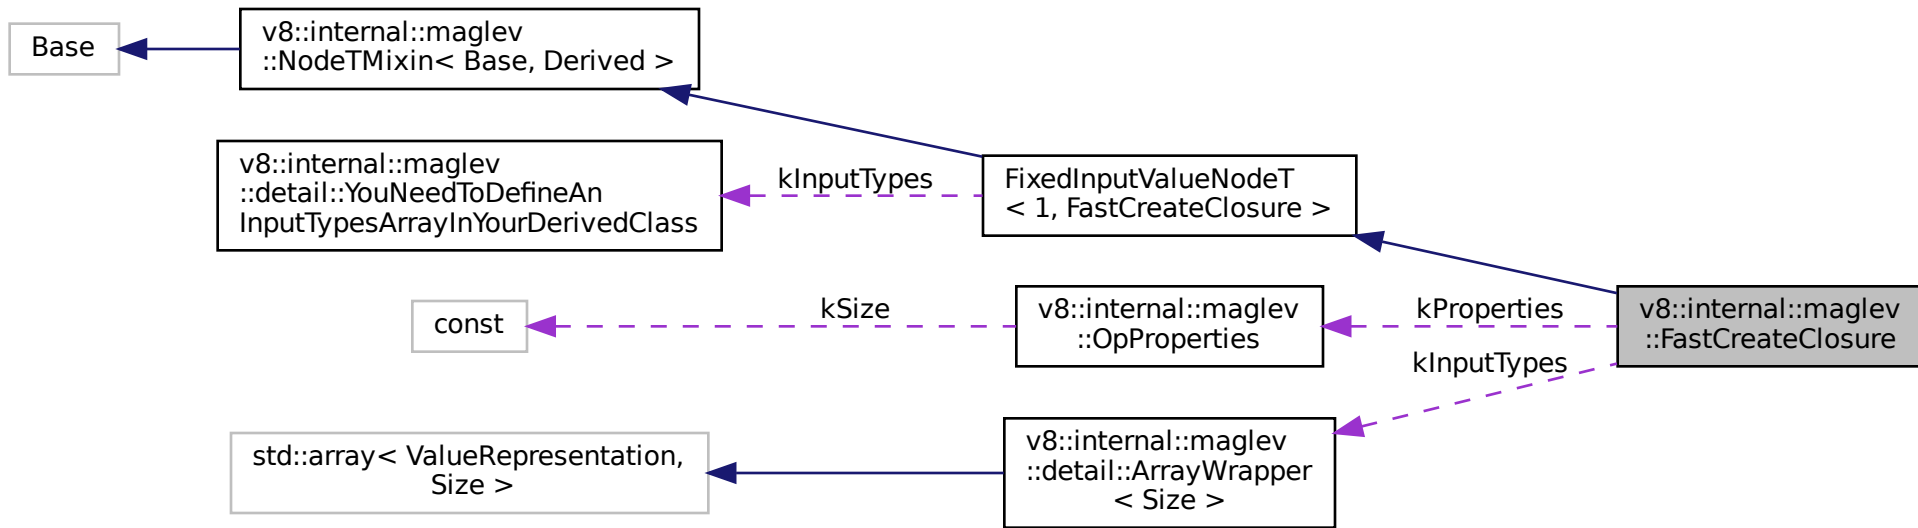 Base
v8::internal::maglev
::NodeTMixin< Base, Derived >
v8::internal::maglev
::detail::YouNeedToDefineAn
InputTypesArrayInYourDerivedClass
kInputTypes
FixedInputValueNodeT
< 1, FastCreateClosure >
const
kSize
v8::internal::maglev
::OpProperties
kProperties
v8::internal::maglev
::FastCreateClosure
kInputTypes
std::array< ValueRepresentation,
Size >
v8::internal::maglev
::detail::ArrayWrapper
< Size >